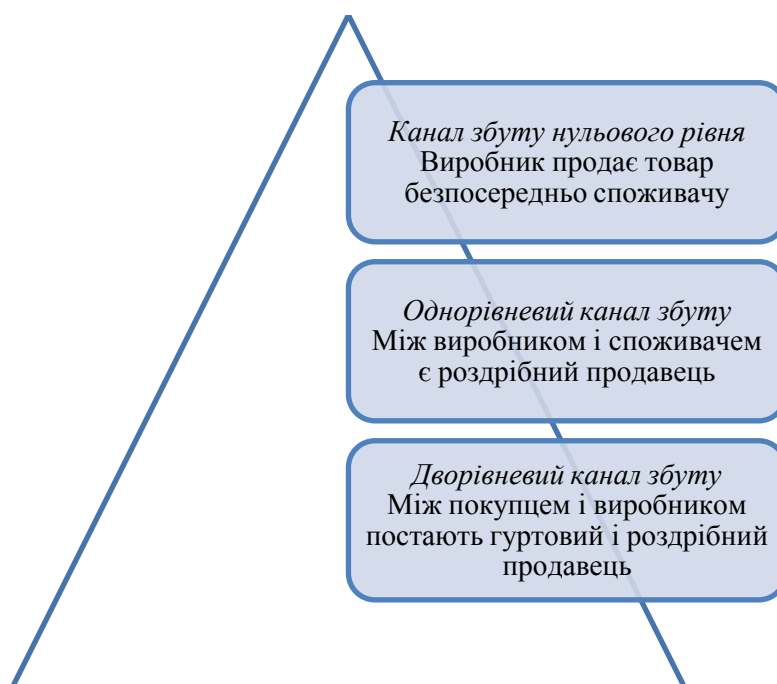 Канал збуту нульового рівня
Виробник продає товар
безпосередньо споживачу
Однорівневий канал збуту
Між виробником і споживачем
є роздрібний продавець
Дворівневий канал збуту
Між покупцем і виробником
постають гуртовий і роздрібний
продавець